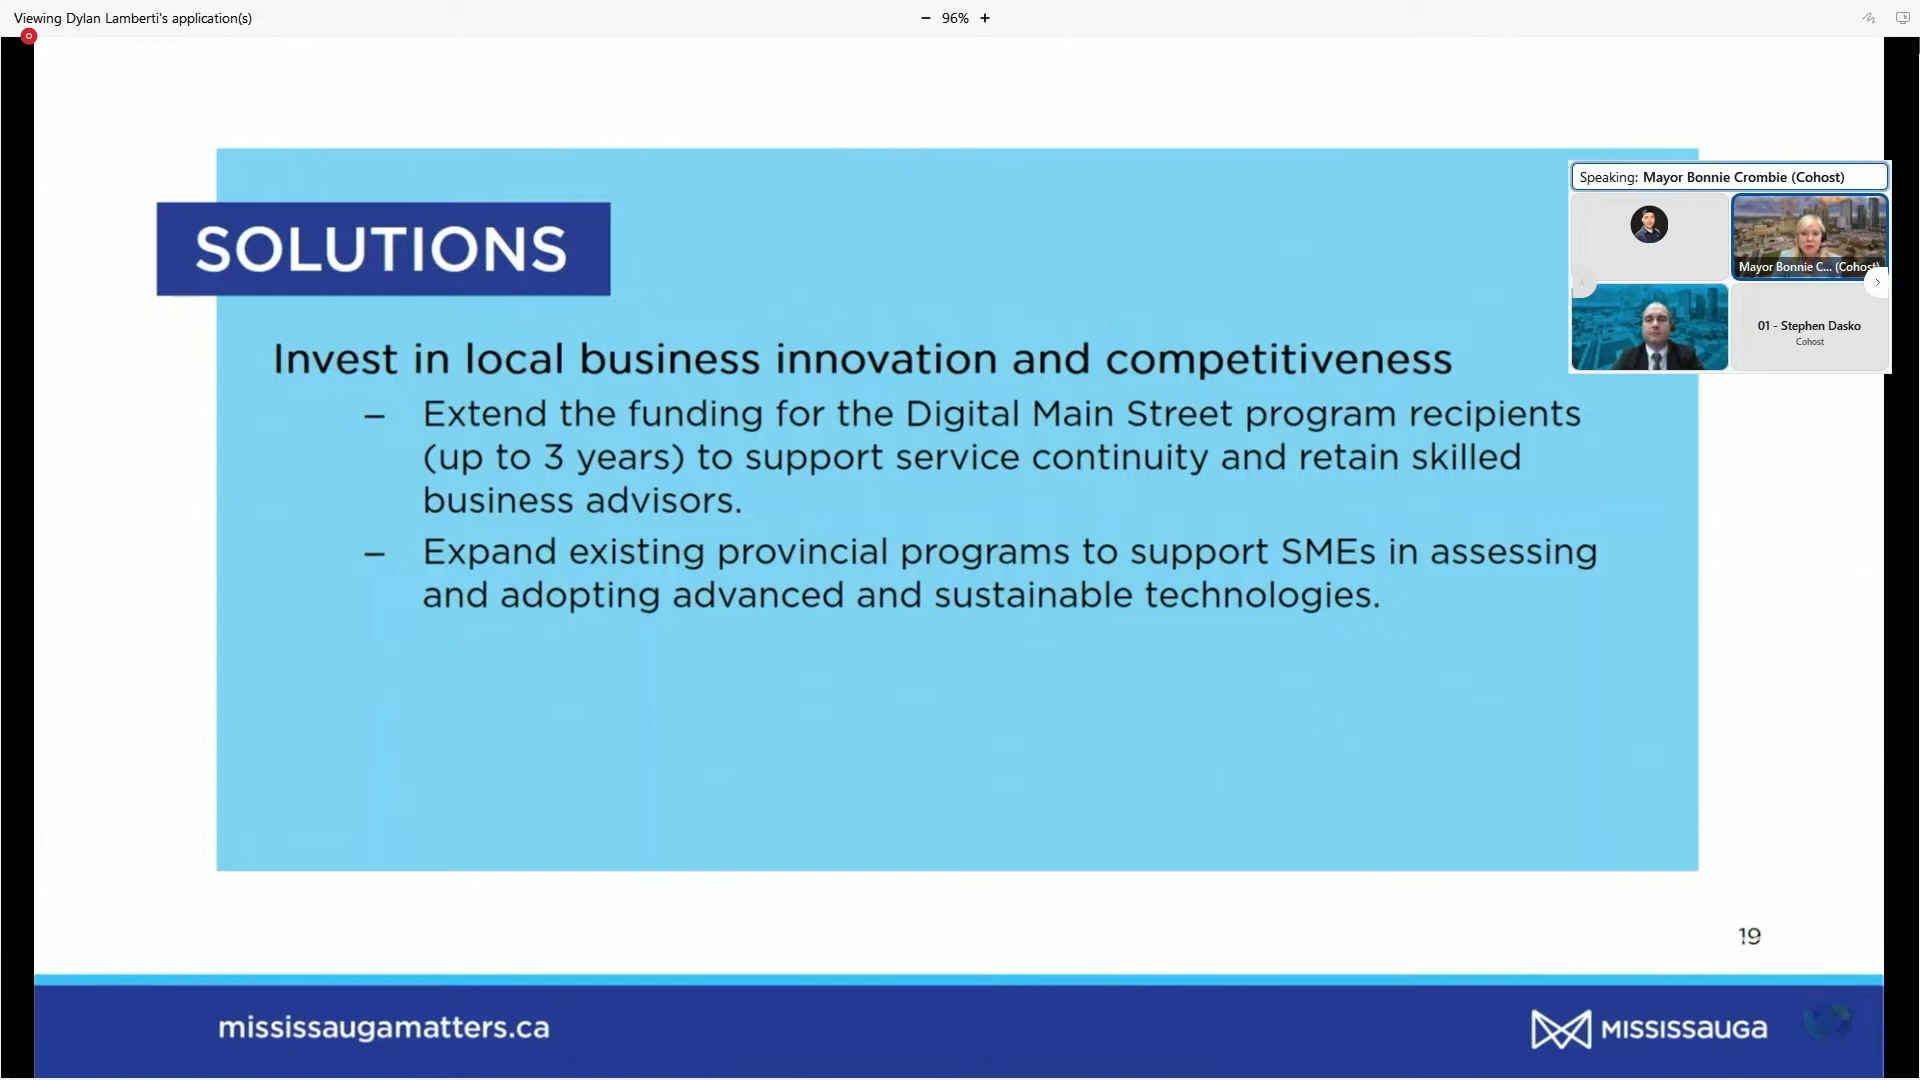 Viewing Dylan Lamberti's application(s)
− 96% +
Speaking: Mayor Bonnie Crombie (Cohost)
Mayor Bonnie C... (Cohost)
01 - Stephen Dasko
Cohost
SOLUTIONS
Invest in local business innovation and competitiveness
– Extend the funding for the Digital Main Street program recipients
(up to 3 years) to support service continuity and retain skilled
business advisors.
– Expand existing provincial programs to support SMEs in assessing
and adopting advanced and sustainable technologies.
19
mississaugamatters.ca
MISSISSAUGA